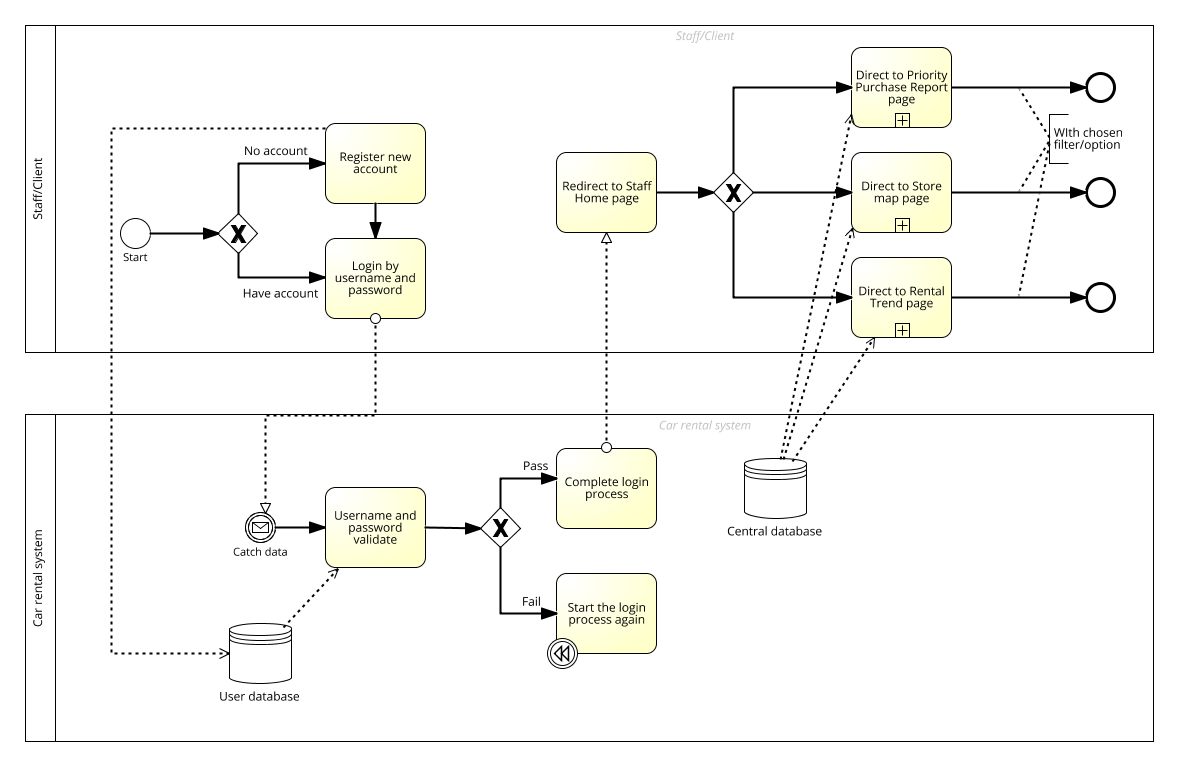 Staff/Client
Staff/Client
Direct to Priority
Purchase Report
page
WIth chosen
filter/option
No account
Register new
account
Redirect to Staff
Home page
X
Direct to Store
map page
X
Start
Login by
username and
password
Have account
Direct to Rental
Trend page
Car rental system
Car rental system
Pass
Complete login
process
Catch data
Username and
password
validate
X
Central database
Fail
Start the login
process again
User database